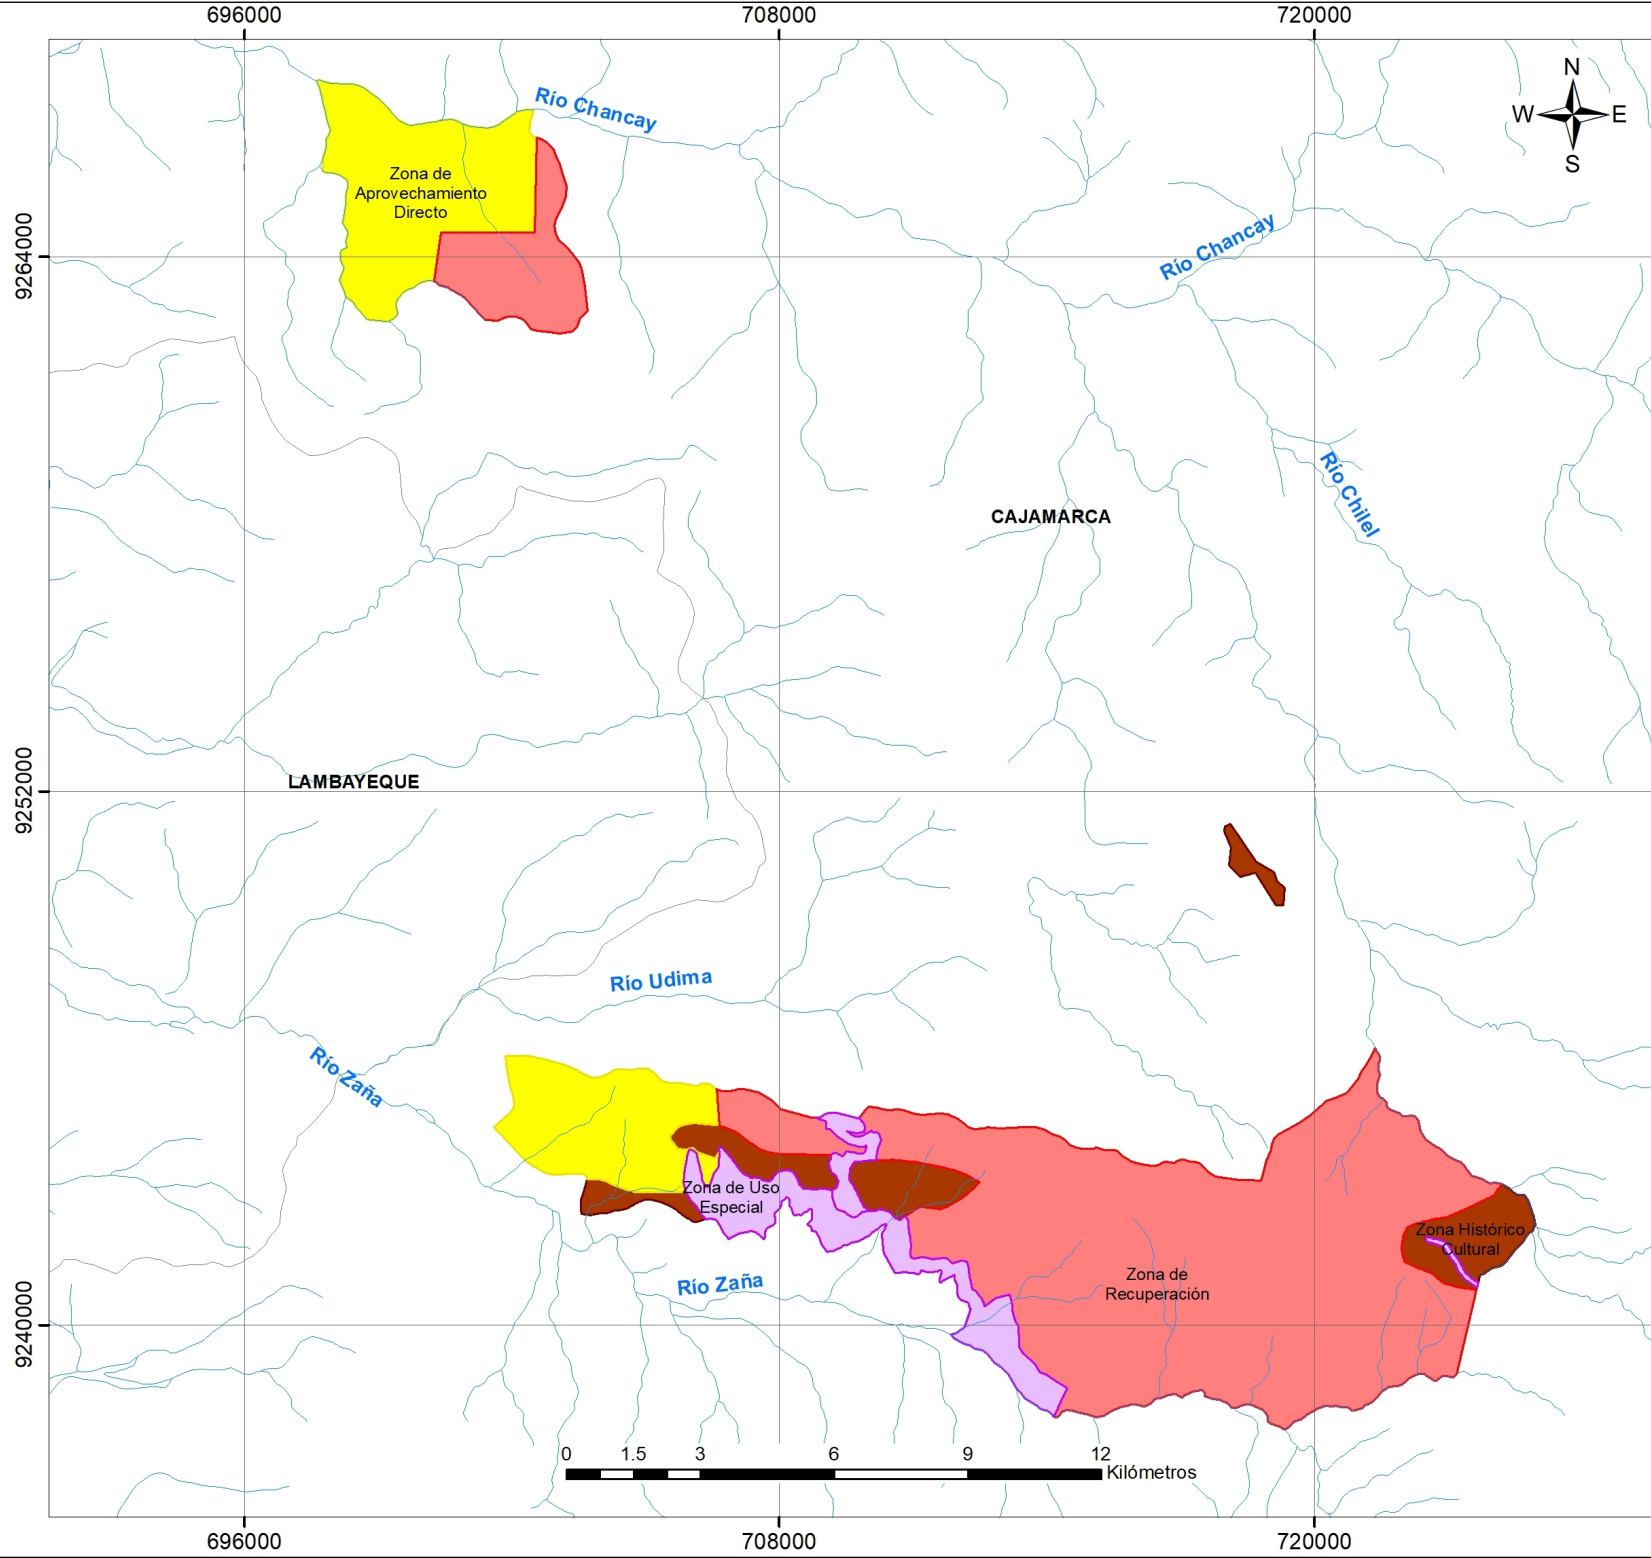 696000
708000
720000
N
W
E
S
Río Chancay
Zona de
Aprovechamiento
Directo
9264000
Río Chancay
Río Chilel
CAJAMARCA
LAMBAYEQUE
9252000
Río Udima
Río Zaña
Zona de Uso
Especial
Zona Histórico
Cultural
Río Zaña
Zona de
Recuperación
9240000
0 1.5 3 6 9 12
Kilómetros
696000
708000
720000